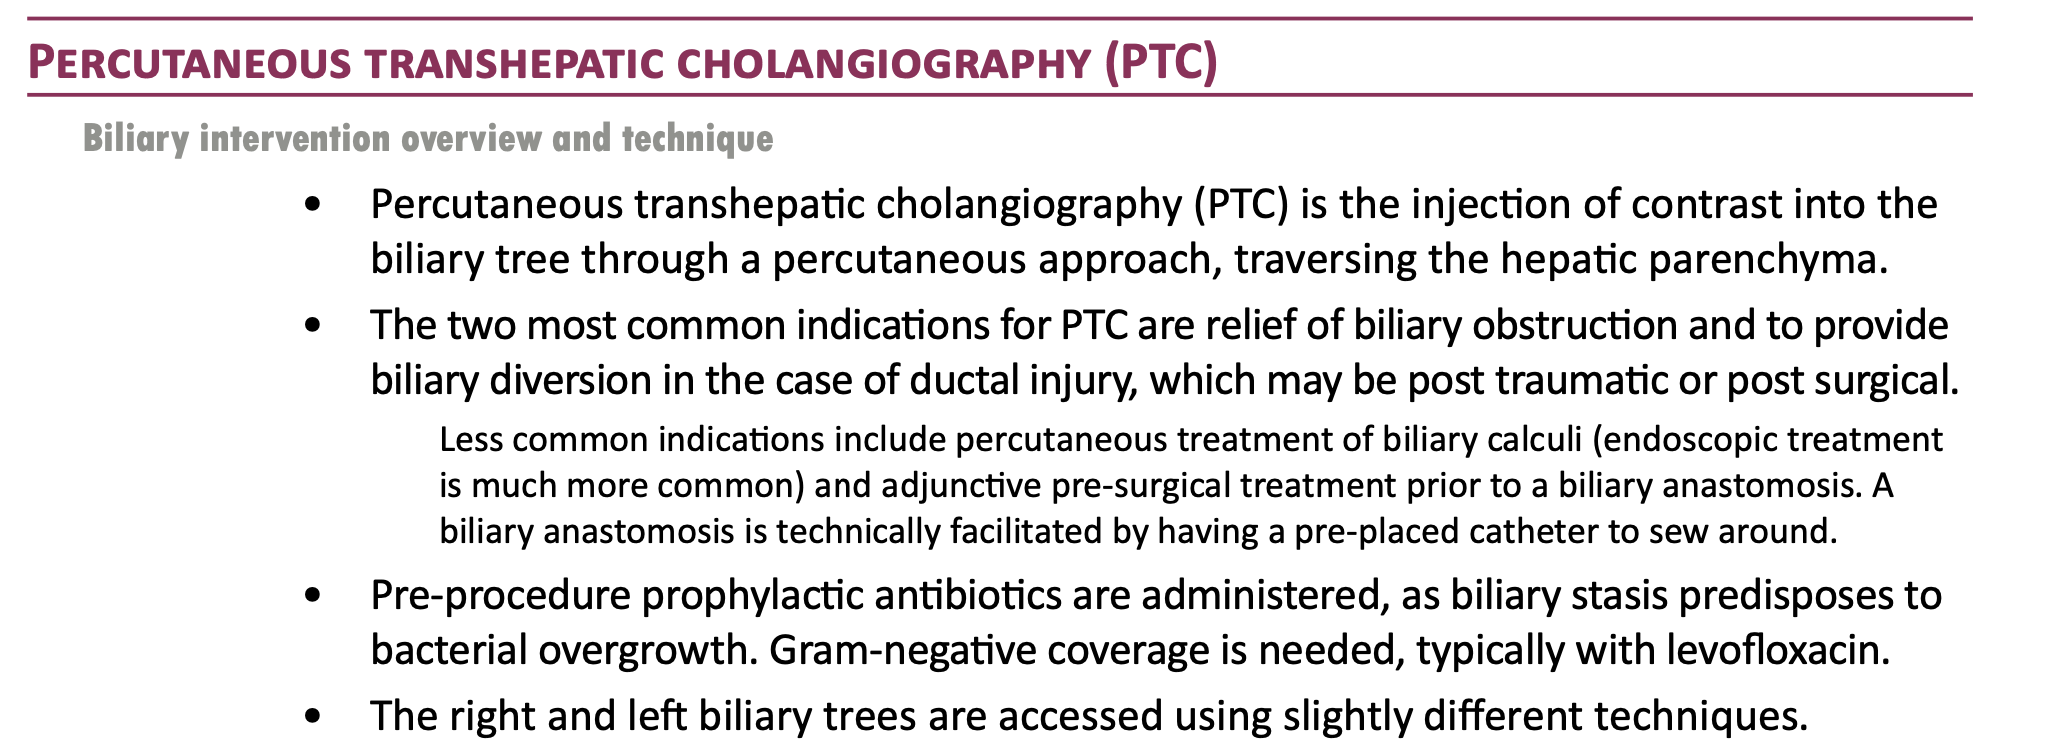 PERCUTANEOUS TRANSHEPATIC CHOLANGIOGRAPHY (PTC)
Biliary intervention overview and technique
• Percutaneous transhepatic cholangiography (PTC) is the injection of contrast into the
biliary tree through a percutaneous approach, traversing the hepatic parenchyma.
• The two most common indications for PTC are relief of biliary obstruction and to provide
biliary diversion in the case of ductal injury, which may be post traumatic or post surgical.
Less common indications include percutaneous treatment of biliary calculi (endoscopic treatment
is much more common) and adjunctive pre-surgical treatment prior to a biliary anastomosis. A
biliary anastomosis is technically facilitated by having a pre-placed catheter to sew around.
• Pre-procedure prophylactic antibiotics are administered, as biliary stasis predisposes to
bacterial overgrowth. Gram-negative coverage is needed, typically with levofloxacin.
• The right and left biliary trees are accessed using slightly different techniques.